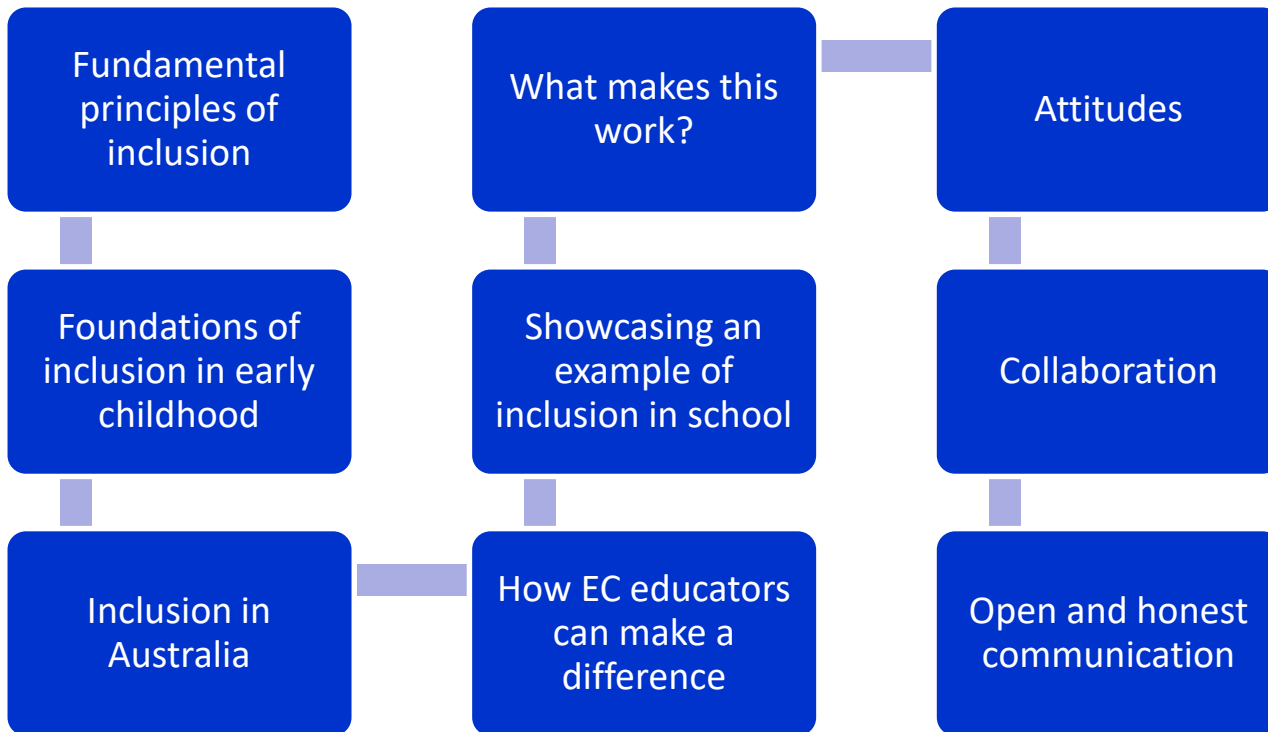 Fundamental
principles of
inclusion
Foundations of
inclusion in early
childhood
Inclusion in
Australia
How EC educators
can make a
difference
Showcasing an
example of
inclusion in school
What makes this
work?
Attitudes
Collaboration
Open and honest
communication